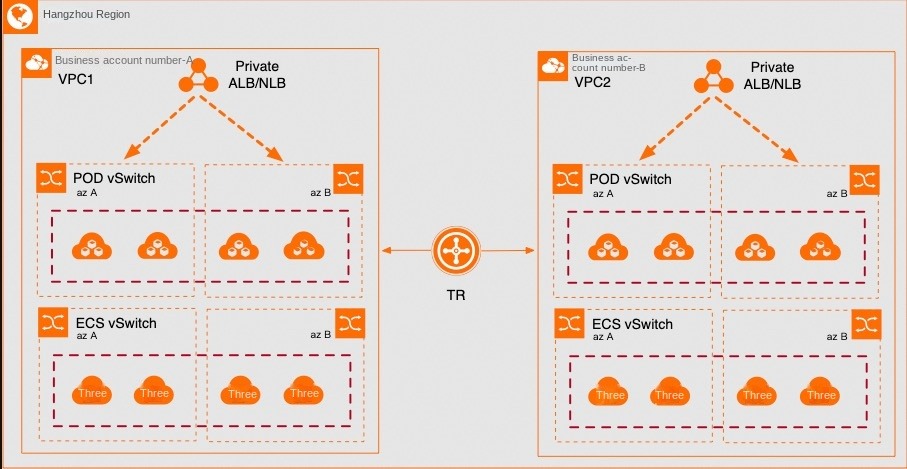 Hangzhou Region
Business account number-A
VPC1
Private
ALB/NLB
POD vSwitch
az A
az B
ECS vSwitch
az A
az B
Three
Three
Three
Three
TR
Business ac-
count number-B
VPC2
Private
ALB/NLB
POD vSwitch
az A
az B
ECS vSwitch
az A
az B
Three
Three
Three
Three